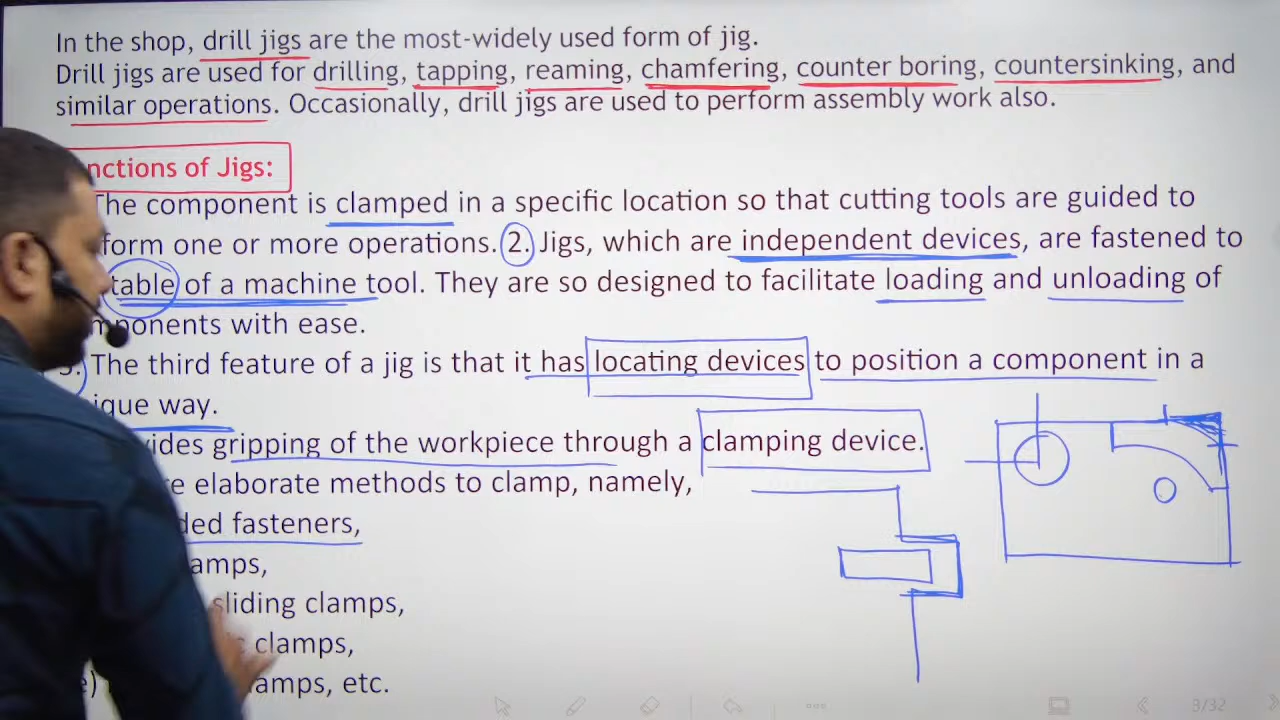 In the shop, drill jigs are the most-widely used form of jig.
Drill jigs are used for drilling, tapping, reaming, chamfering, counter boring, countersinking, and
similar operations. Occasionally, drill jigs are used to perform assembly work also.
nctions of Jigs:
The component is clamped in a specific location so that cutting tools are guided to
form one or more operations. 2. Jigs, which are independent devices, are fastened to
table of a machine tool. They are so designed to facilitate loading and unloading of
mponents with ease.
3. The third feature of a jig is that it has locating devices to position a component in a
ique way.
ides gripping of the workpiece through a clamping device.
re elaborate methods to clamp, namely,
ded fasteners,
amps,
sliding clamps,
clamps,
e) amps, etc.
3/32